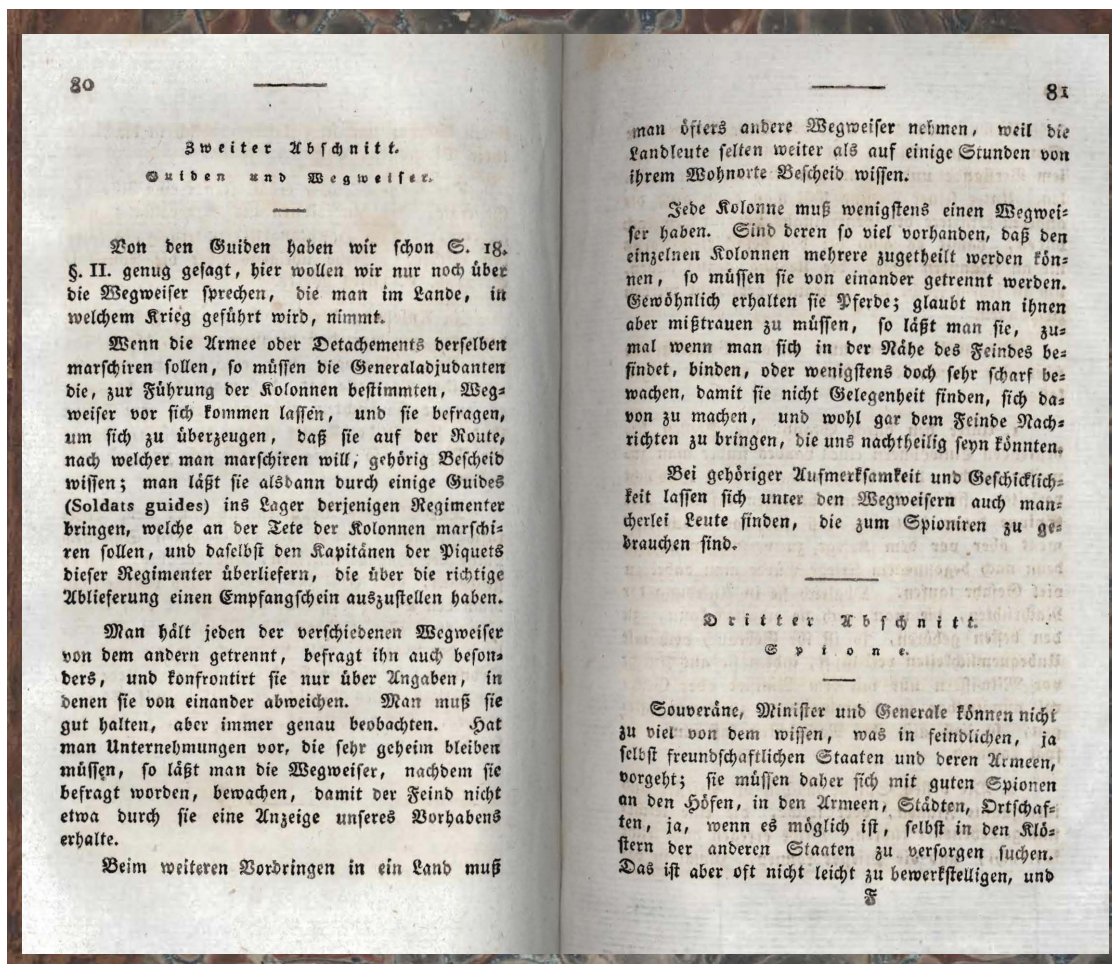 80
Zweiter Abschnitt.
Guiden und Wegweiser.
Von den Guiden haben wir schon S. 18.
§. II. genug gesagt, hier wollen wir nur noch über
die Wegweiser sprechen, die man im Lande, in
welchem Krieg geführt wird, nimmt.
Wenn die Armee oder Detachements derselben
marschiren sollen, so müssen die Generaladjudanten
die, zur Führung der Kolonnen bestimmten, Weg=
weiser vor sich kommen lassen, und sie befragen,
um sich zu überzeugen, daß sie auf der Route,
nach welcher man marschiren will, gehörig Bescheid
wissen; man läßt sie alsdann durch einige Guides
(Soldats guides) ins Lager derjenigen Regimenter
bringen, welche an der Tete der Kolonnen marschi=
ren sollen, und daselbst den Kapitänen der Piquets
dieser Regimenter überliefern, die über die richtige
Ablieferung einen Empfangschein auszustellen haben.
Man hält jeden der verschiedenen Wegweiser
von dem andern getrennt, befragt ihn auch beson=
ders, und konfrontirt sie nur über Angaben, in
denen sie von einander abweichen. Man muß sie
gut halten, aber immer genau beobachten. Hat
man Unternehmungen vor, die sehr geheim bleiben
müssen, so läßt man die Wegweiser, nachdem sie
befragt worden, bewachen, damit der Feind nicht
etwa durch sie eine Anzeige unseres Vorhabens
erhalte.
Beim weiteren Vordringen in ein Land muß
81
man öfters andere Wegweiser nehmen, weil die
Landleute selten weiter als auf einige Stunden von
ihrem Wohnorte Bescheid wissen.
Jede Kolonne muß wenigstens einen Wegwei=
ser haben. Sind deren so viel vorhanden, daß den
einzelnen Kolonnen mehrere zugetheilt werden kön=
nen, so müssen sie von einander getrennt werden.
Gewöhnlich erhalten sie Pferde; glaubt man ihnen
aber mißtrauen zu müssen, so läßt man sie, zu=
mal wenn man sich in der Nähe des Feindes be=
findet, binden, oder wenigstens doch sehr scharf be=
wachen, damit sie nicht Gelegenheit finden, sich da=
von zu machen, und wohl gar dem Feinde Nach=
richten zu bringen, die uns nachtheilig seyn könnten.
Bei gehöriger Aufmerksamkeit und Geschicklich=
keit lassen sich unter den Wegweisern auch man=
cherlei Leute finden, die zum Spioniren zu ge=
brauchen sind.
Dritter Abschnitt.
Spione.
Souveräne, Minister und Generale können nicht
zu viel von dem wissen, was in feindlichen, ja
selbst freundschaftlichen Staaten und deren Armeen,
vorgeht; sie müssen daher sich mit guten Spionen
an den Höfen, in den Armeen, Städten, Ortschaf=
ten, ja, wenn es möglich ist, selbst in den Klö=
stern der anderen Staaten zu versorgen suchen.
Das ist aber oft nicht leicht zu bewerkstelligen, und
F